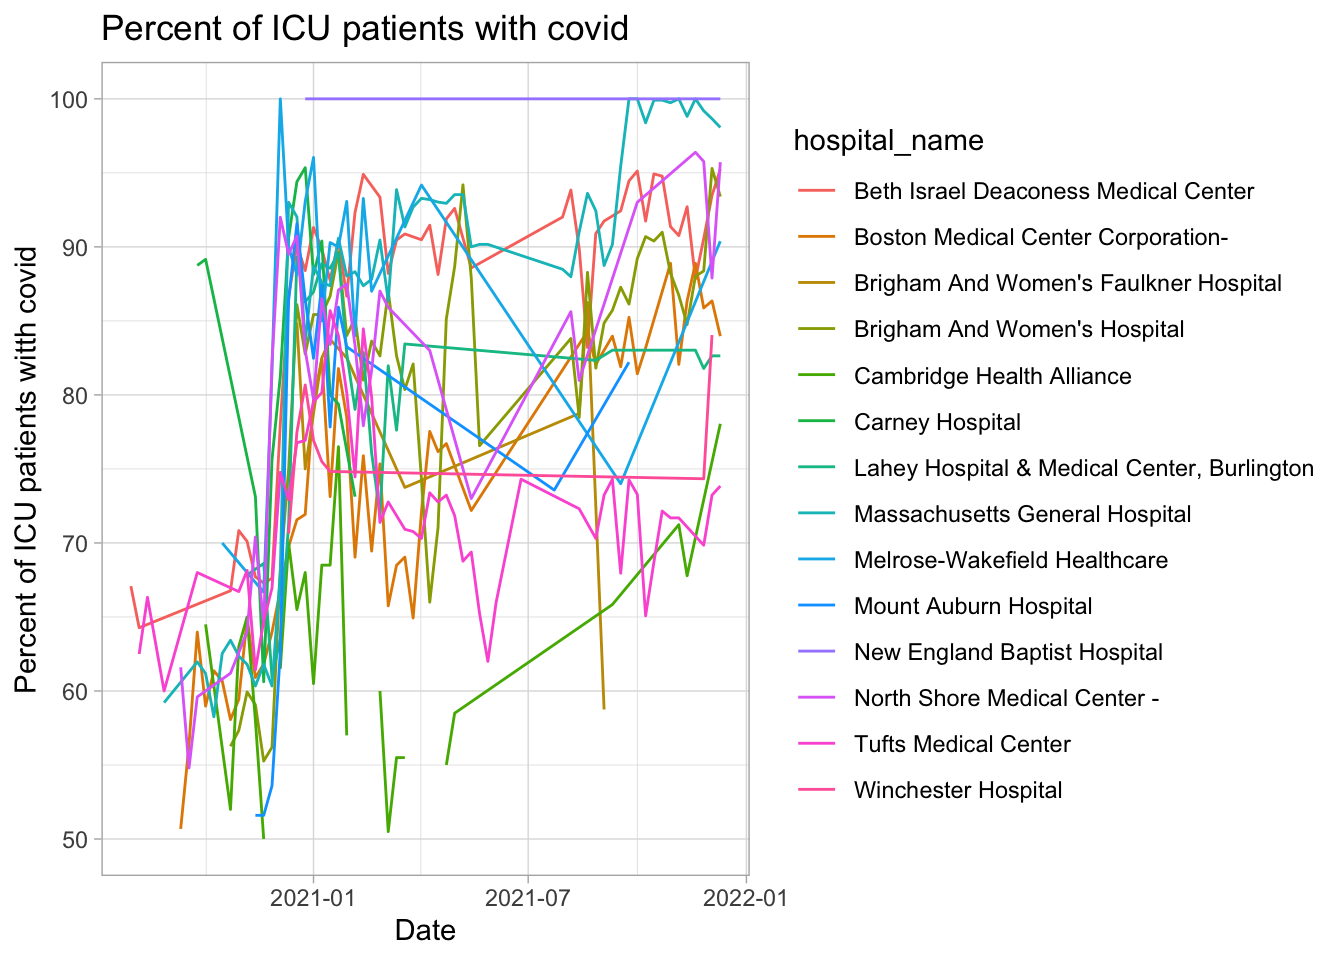 Percent of ICU patients with covid
Percent of ICU patients with covid
100
90
80
70
60
50
2021-01
2021-07
2022-01
Date
hospital_name
Beth Israel Deaconess Medical Center
Boston Medical Center Corporation-
Brigham And Women's Faulkner Hospital
Brigham And Women's Hospital
Cambridge Health Alliance
Carney Hospital
Lahey Hospital & Medical Center, Burlington
Massachusetts General Hospital
Melrose-Wakefield Healthcare
Mount Auburn Hospital
New England Baptist Hospital
North Shore Medical Center -
Tufts Medical Center
Winchester Hospital